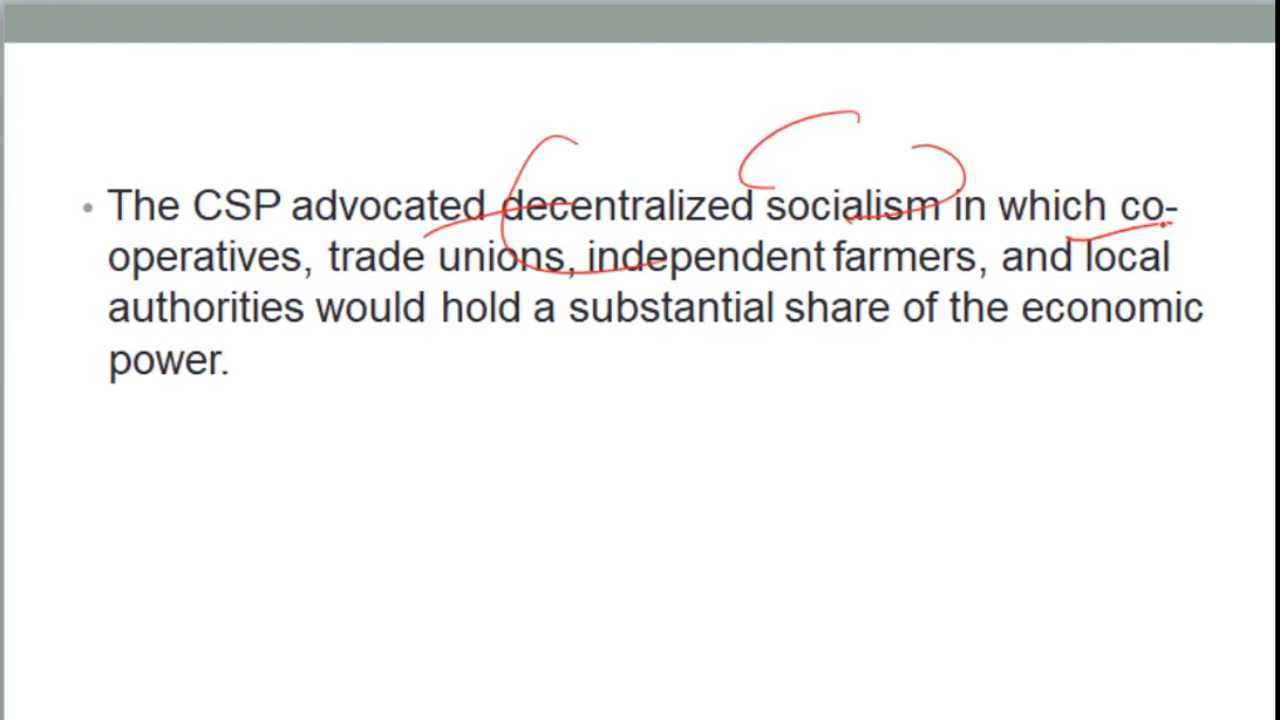 • The CSP advocated decentralized socialism in which co-
operatives, trade unions, independent farmers, and local
authorities would hold a substantial share of the economic
power.